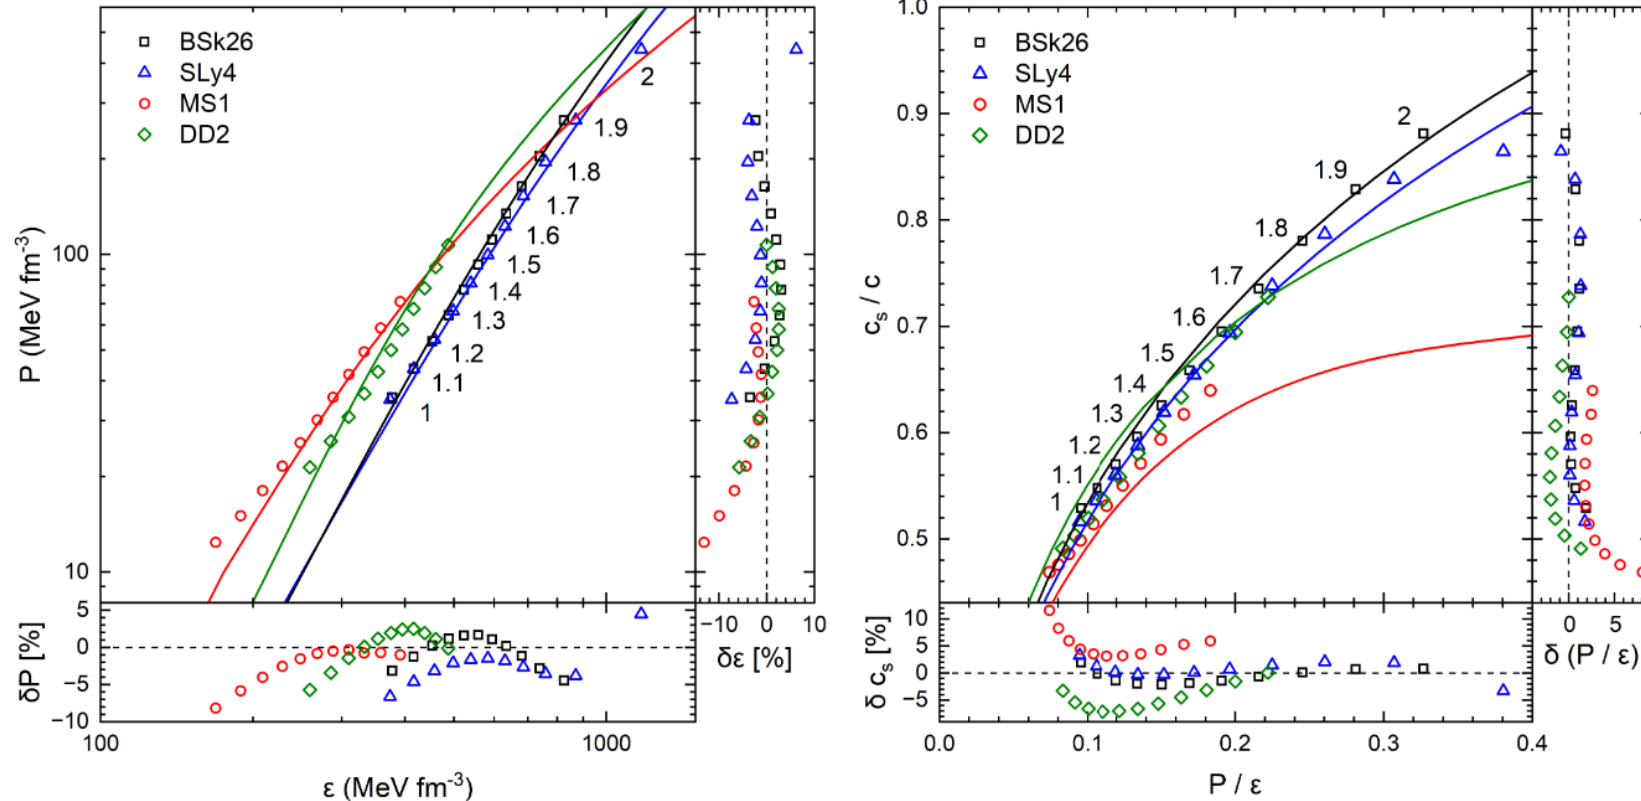 BSk26
SLy4
MS1
DD2
P (MeV fm-3)
100
10
1
1.1
1.2
1.3
1.4
1.5
1.6
1.7
1.8
1.9
2
−10 0 10
δε [%]
δP [%]
5
0
−5
−10
100 1000
ε (MeV fm-3)
BSk26
SLy4
MS1
DD2
cs / c
1.0
0.9
0.8
0.7
0.6
0.5
2
1.9
1.8
1.7
1.6
1.5
1.4
1.3
1.2
1.1
1
0 5
δ (P / ε)
δ cs [%]
10
5
0
−5
0.0 0.1 0.2 0.3 0.4
P / ε